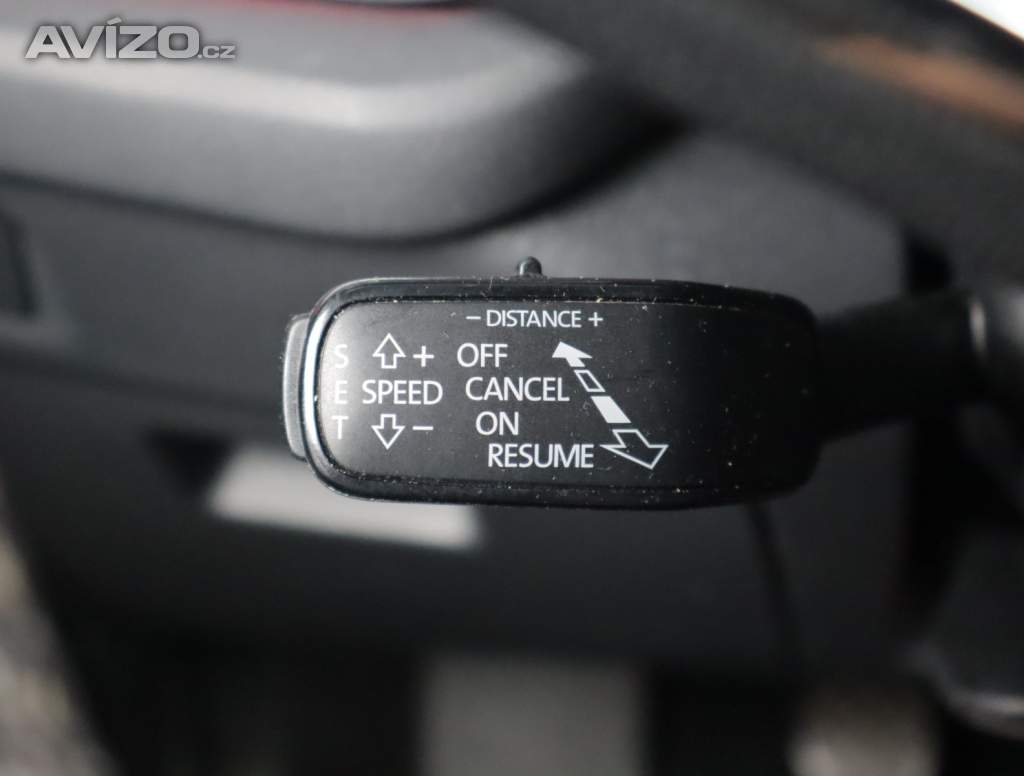 AVÍZO.cz
- DISTANCE +
S + OFF
E SPEED CANCEL
T - ON
RESUME